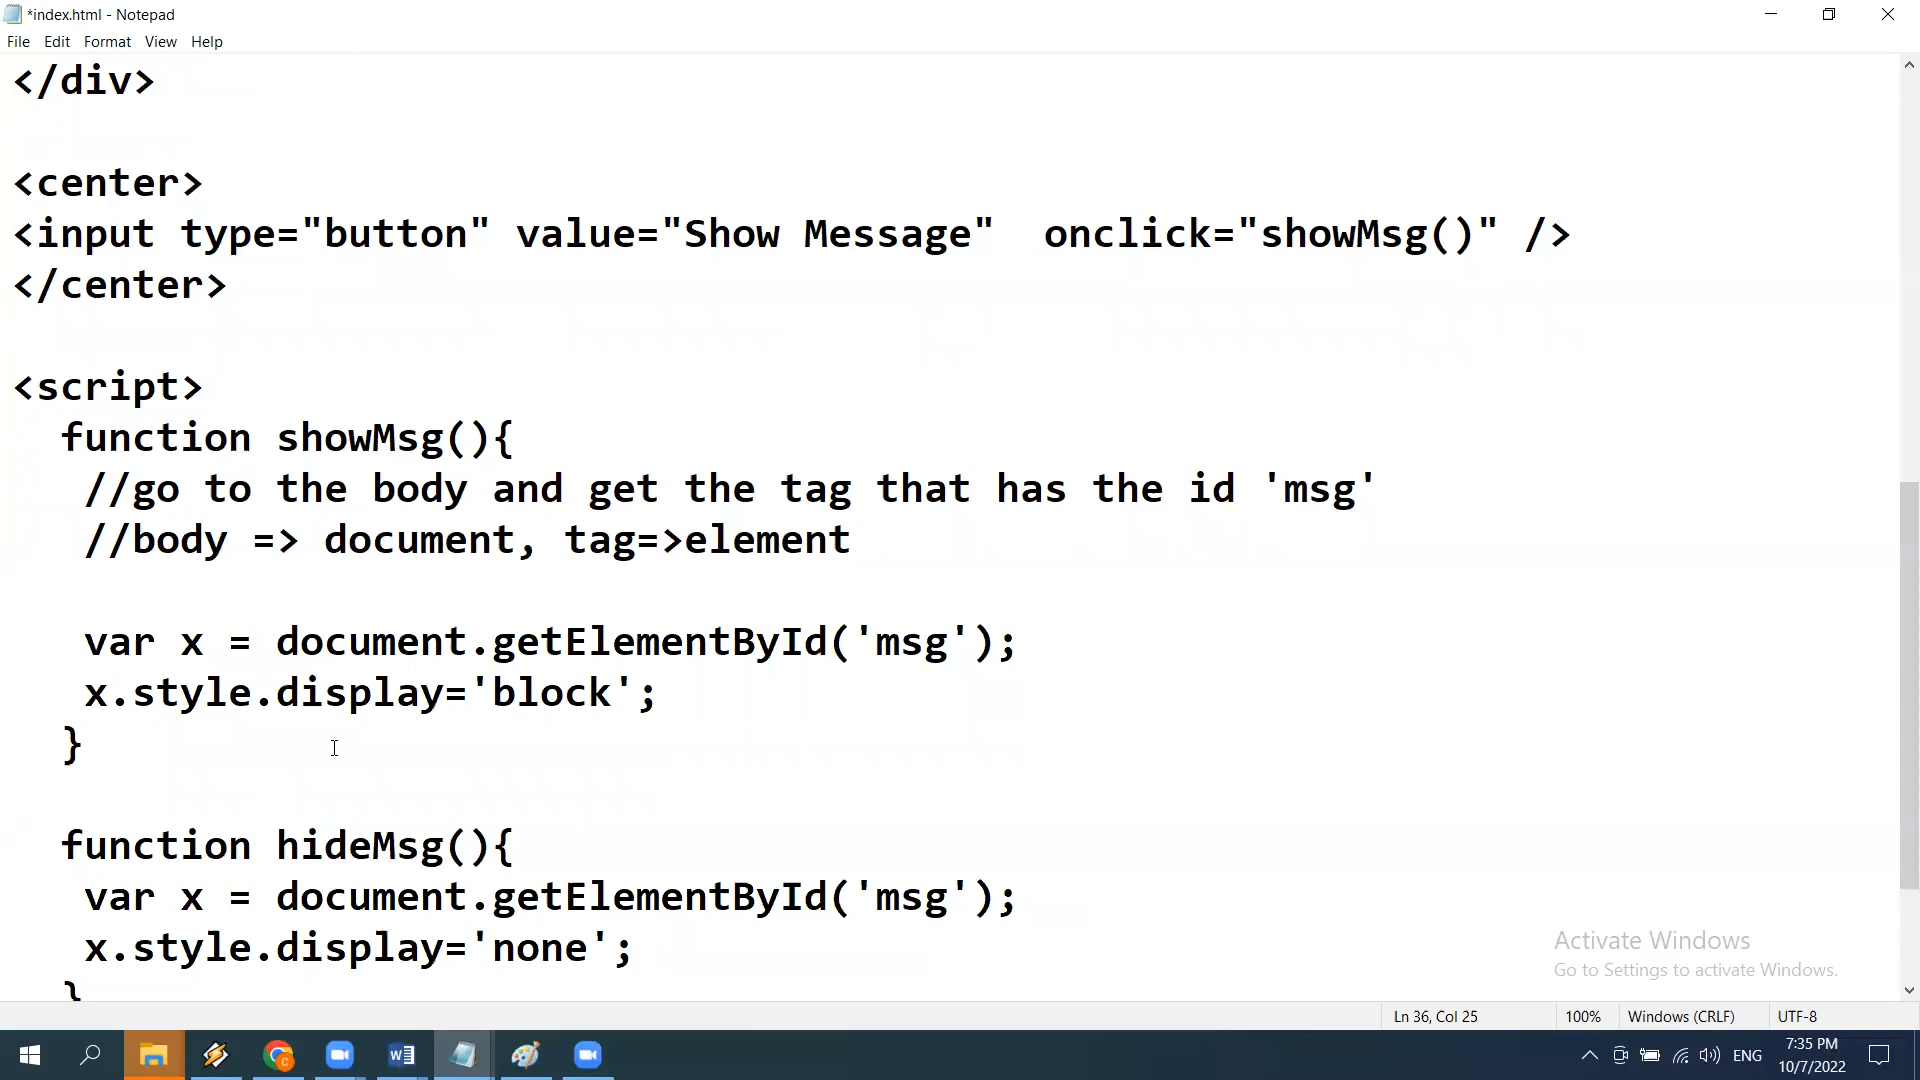 *index.html - Notepad
File Edit Format View Help
</div>
<center>
<input type="button" value="Show Message"  onclick="showMsg()" />
</center>
<script>
  function showMsg(){
   //go to the body and get the tag that has the id 'msg'
   //body => document, tag=>element
   var x = document.getElementById('msg');
   x.style.display='block';
  }
  function hideMsg(){
   var x = document.getElementById('msg');
   x.style.display='none';
  }
Activate Windows
Go to Settings to activate Windows.
Ln 36, Col 25 100% Windows (CRLF) UTF-8
ENG 7:35 PM
10/7/2022